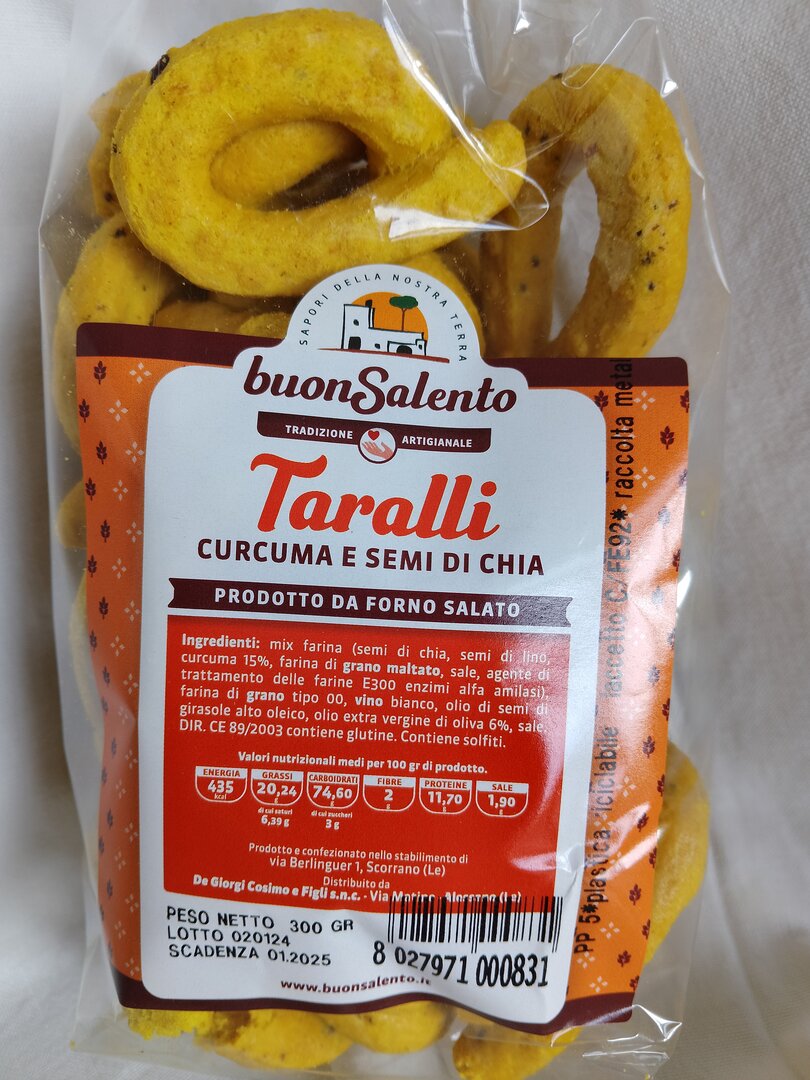 SAPORI DELLA NOSTRA TERRA
buonSalento
TRADIZIONE ARTIGIANALE
Taralli
CURCUMA E SEMI DI CHIA
PRODOTTO DA FORNO SALATO
Ingredienti: mix farina (semi di chia, semi di lino,
curcuma 15%, farina di grano maltato, sale, agente di
trattamento delle farine E300 enzimi alfa amilasi),
farina di grano tipo 00, vino bianco, olio di semi di
girasole alto oleico, olio extra vergine di oliva 6%, sale.
DIR. CE 89/2003 contiene glutine. Contiene solfiti.
Valori nutrizionali medi per 100 gr di prodotto.
ENERGIA GRASSI CARBOIDRATI FIBRE PROTEINE SALE
435 20,24 74,60 2 11,70 1,90
kcal g g g g g
di cui saturi di cui zuccheri
6,39 g 3 g
Prodotto e confezionato nello stabilimento di
via Berlinguer 1, Scorrano (Le)
Distribuito da
De Giorgi Cosimo e Figli s.n.c. - Via Matino - (Le)
PESO NETTO 300 GR
LOTTO 020124
SCADENZA 01.2025
8 027971 000831
www.buonsalento.it
PP 5*plastica riciclabile laccetto C/FE92* raccolta metal